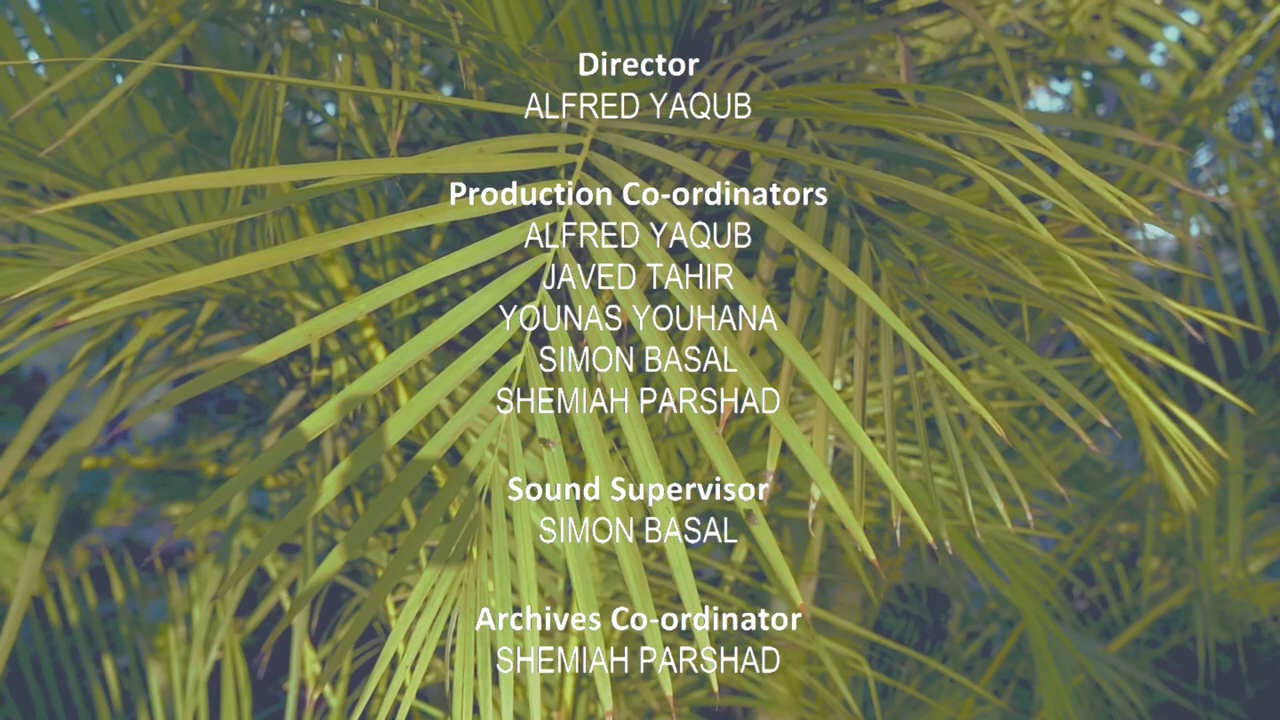 Director
ALFRED YAQUB
Production Co-ordinators
ALFRED YAQUB
JAVED TAHIR
YOUNAS YOUHANA
SIMON BASAL
SHEMIAH PARSHAD
Sound Supervisor
SIMON BASAL
Archives Co-ordinator
SHEMIAH PARSHAD